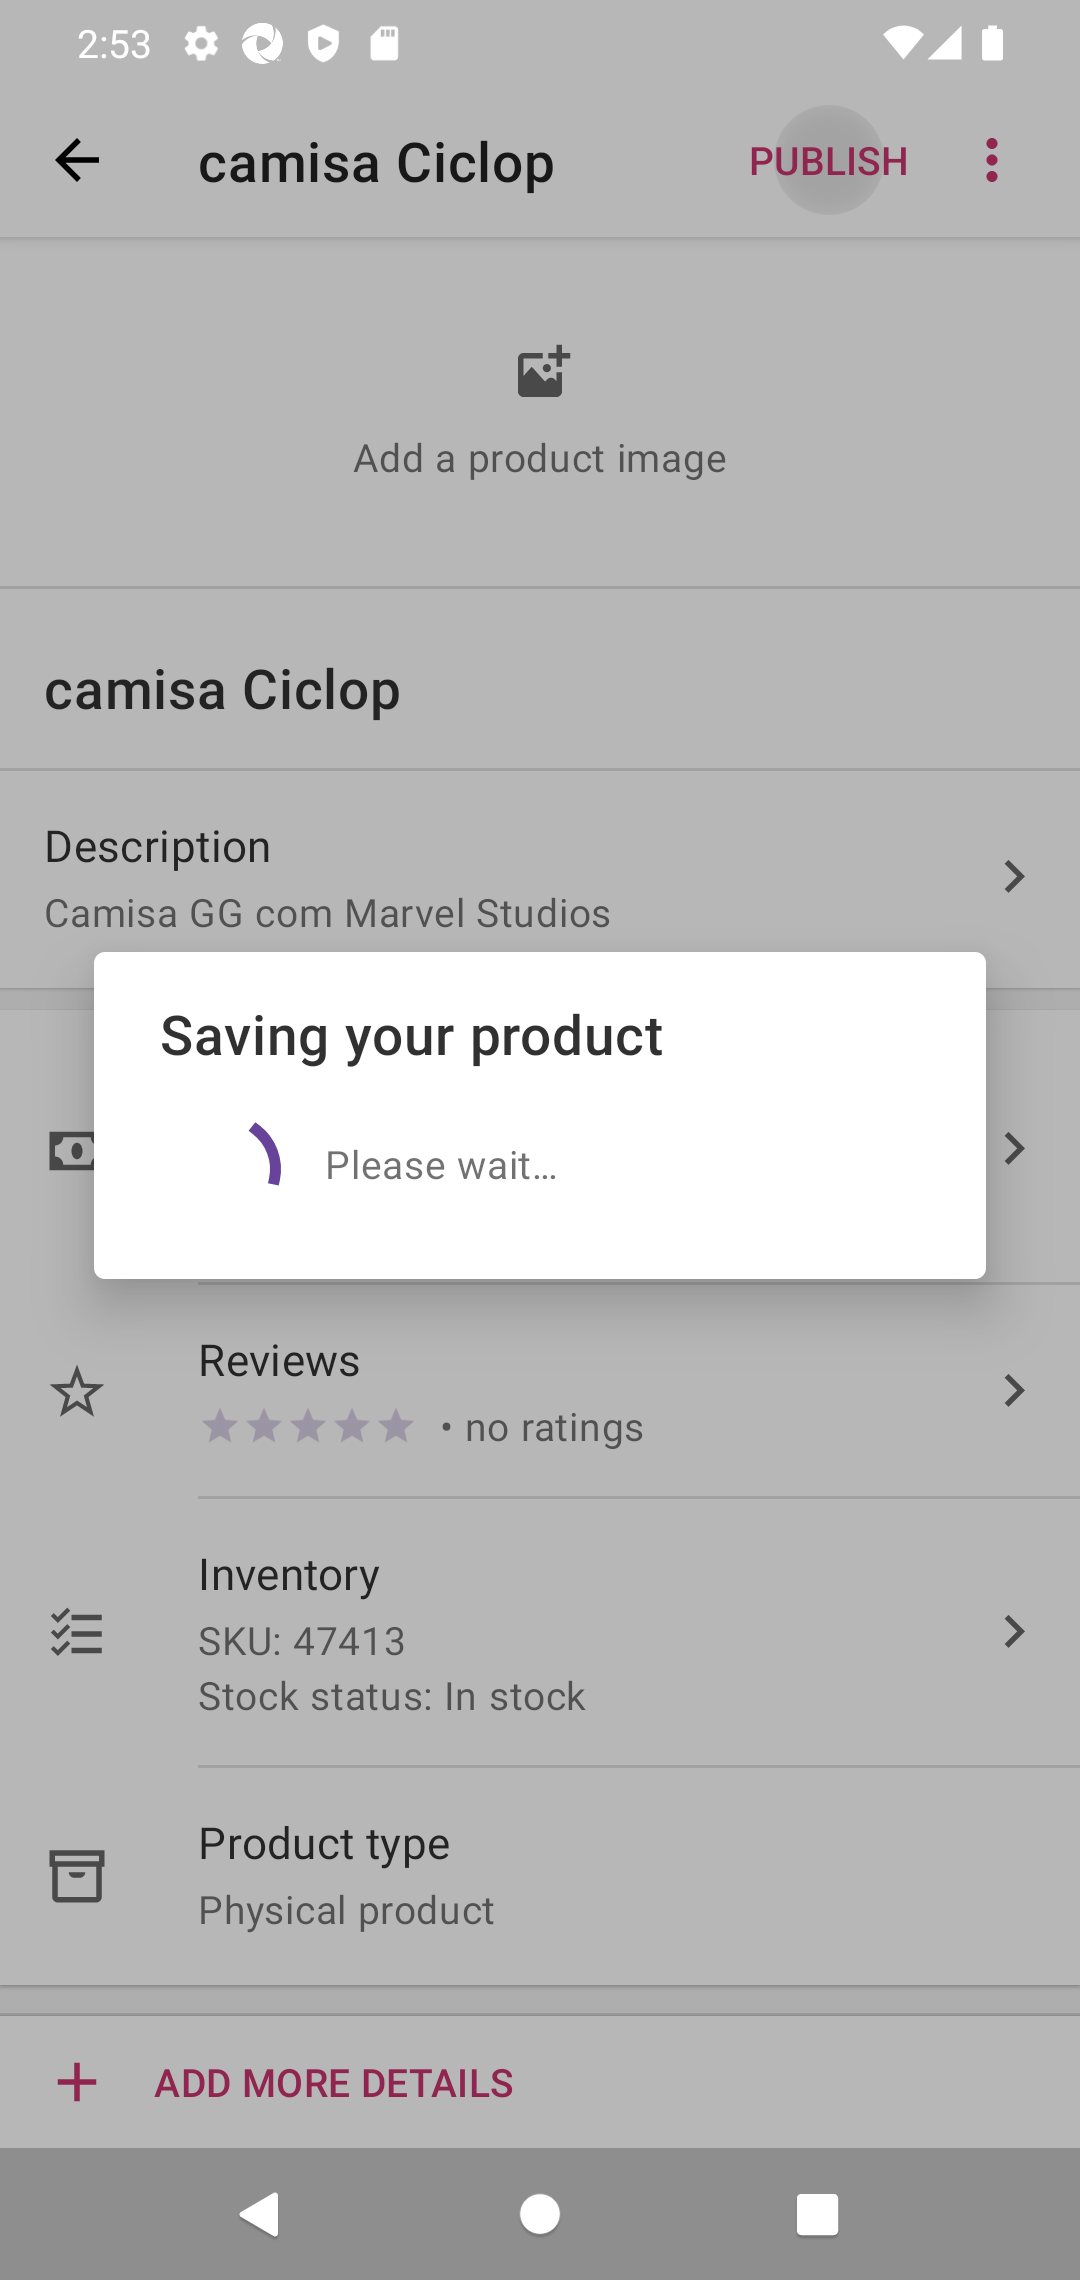 2:53
camisa Ciclop
PUBLISH
Add a product image
camisa Ciclop
Description
Camisa GG com Marvel Studios
Saving your product
Please wait…
Reviews
• no ratings
Inventory
SKU: 47413
Stock status: In stock
Product type
Physical product
ADD MORE DETAILS